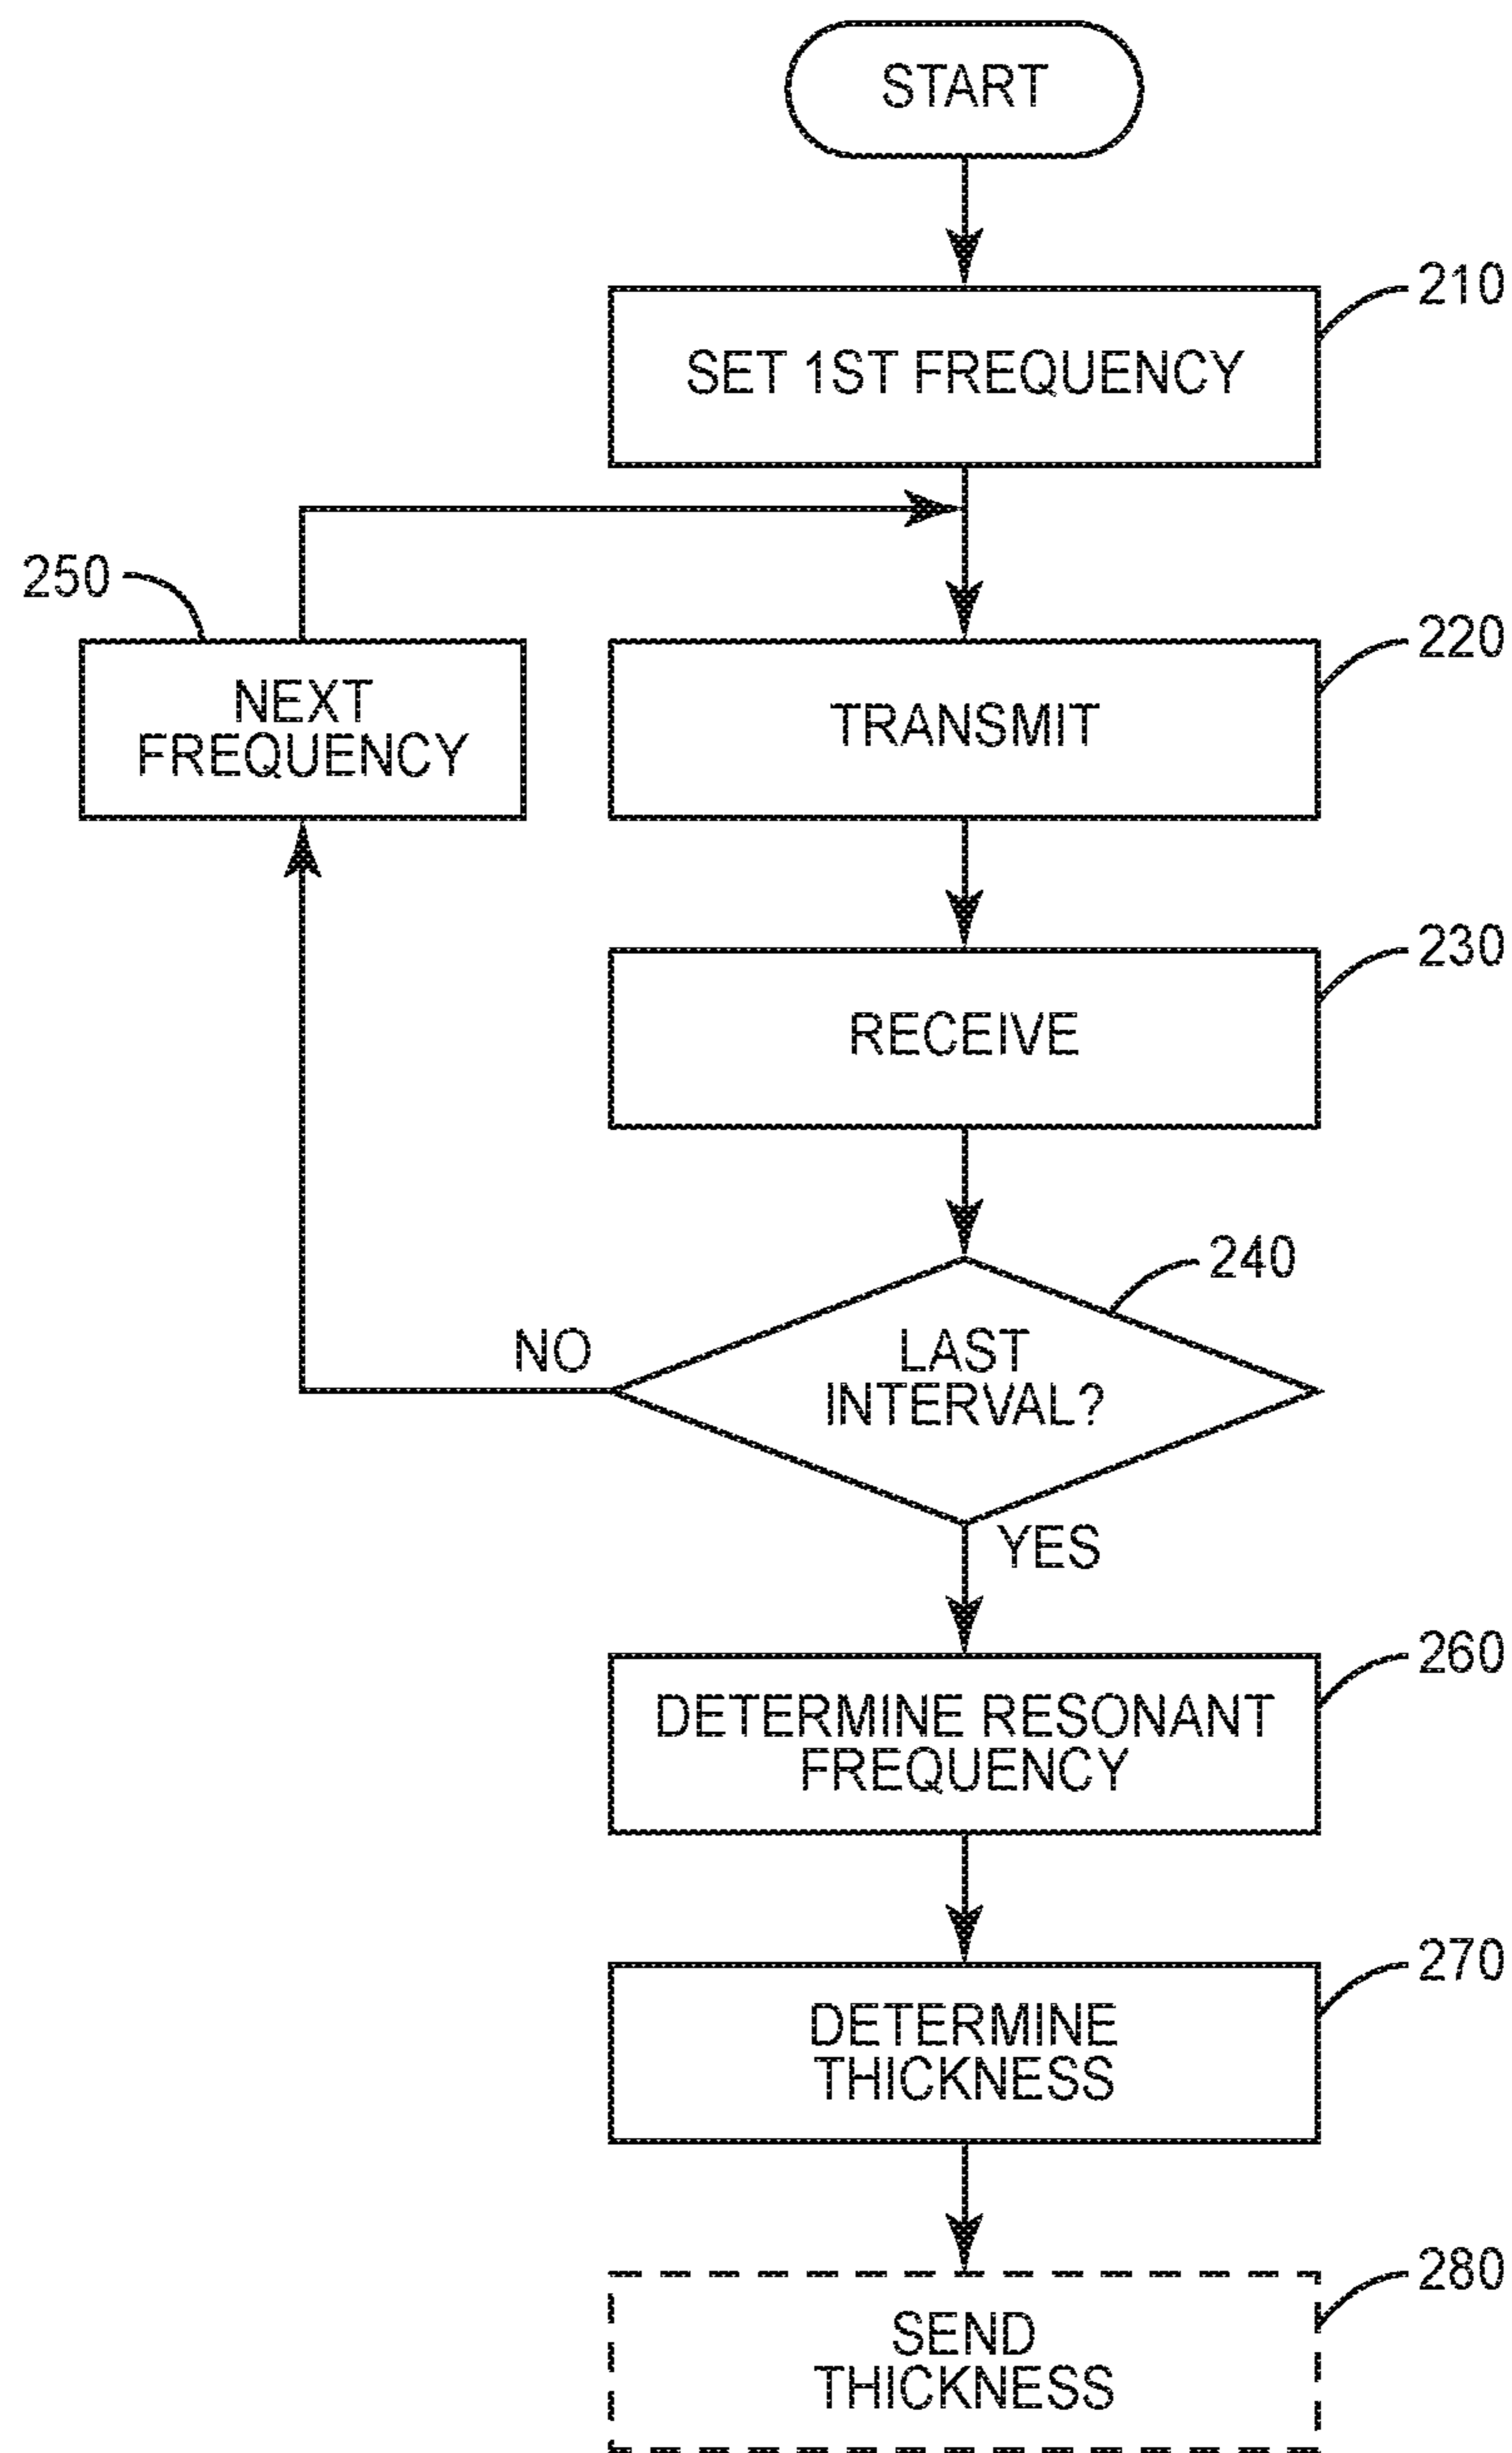 START
210
SET 1ST FREQUENCY
250
NEXT
FREQUENCY
220
TRANSMIT
230
RECEIVE
240
NO
LAST
INTERVAL?
YES
260
DETERMINE RESONANT
FREQUENCY
270
DETERMINE
THICKNESS
280
SEND
THICKNESS